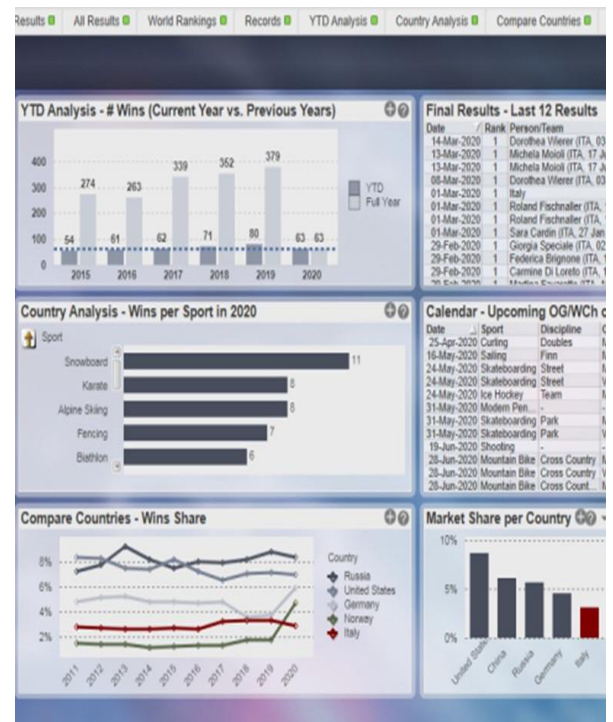 Results All Results World Rankings Records YTD Analysis Country Analysis Compare Countries
YTD Analysis - # Wins (Current Year vs. Previous Years)
400
300
200
100
0
54 274
61 263
62 339
71 352
80 379
63 63
2015 2016 2017 2018 2019 2020
YTD
Full Year
Final Results - Last 12 Results
Date / Rank Person/Team
14-Mar-2020 1 Dorothea Wierer (ITA, 03
13-Mar-2020 1 Michela Moioli (ITA, 17 J
13-Mar-2020 1 Michela Moioli (ITA, 17 J
08-Mar-2020 1 Dorothea Wierer (ITA, 03
01-Mar-2020 1 Italy
01-Mar-2020 1 Roland Fischnaller (ITA,
01-Mar-2020 1 Roland Fischnaller (ITA,
01-Mar-2020 1 Sara Cardin (ITA, 27 Jan
29-Feb-2020 1 Giorgia Speciale (ITA, 02
29-Feb-2020 1 Federica Brignone (ITA, 1
29-Feb-2020 1 Carmine Di Loreto (ITA, 1
Country Analysis - Wins per Sport in 2020
Sport
Snowboard 11
Karate 8
Alpine Skiing 8
Fencing 7
Biathlon 6
Calendar - Upcoming OG/WCh
Date Sport Discipline
25-Apr-2020 Curling Doubles M
16-May-2020 Sailing Finn M
24-May-2020 Skateboarding Street M
24-May-2020 Skateboarding Street W
24-May-2020 Ice Hockey Team M
31-May-2020 Modern Pen... - -
31-May-2020 Skateboarding Park M
31-May-2020 Skateboarding Park W
19-Jun-2020 Shooting - -
28-Jun-2020 Mountain Bike Cross Country M
28-Jun-2020 Mountain Bike Cross Country W
28-Jun-2020 Mountain Bike Cross Count... M
Compare Countries - Wins Share
8%
6%
4%
2%
2011 2012 2013 2014 2015 2016 2017 2018 2019 2020
Country
Russia
United States
Germany
Norway
Italy
Market Share per Country
10%
5%
0%
United States China Russia Germany Italy